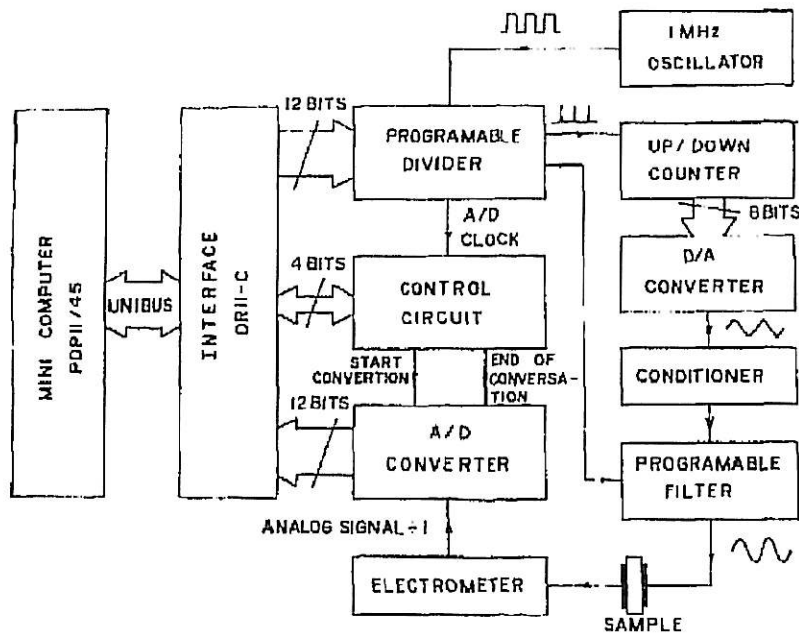 1 MHz
OSCILLATOR
12 BITS
PROGRAMABLE
DIVIDER
UP/DOWN
COUNTER
8 BITS
A/D
CLOCK
D/A
CONVERTER
MINI COMPUTER
PDP11/45
UNIBUS
INTERFACE
DR11-C
4 BITS
CONTROL
CIRCUIT
START
CONVERTION
END OF
CONVERSA-
TION
CONDITIONER
12 BITS
A/D
CONVERTER
PROGRAMABLE
FILTER
ANALOG SIGNAL ÷ 1
ELECTROMETER
SAMPLE